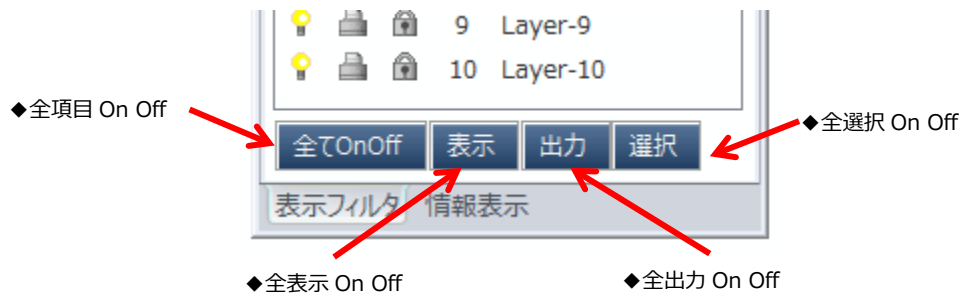 9 Layer-9
10 Layer-10
◆全項目 On Off
◆全選択 On Off
全てOnOff 表示 出力 選択
表示フィルタ 情報表示
◆全表示 On Off
◆全出力 On Off